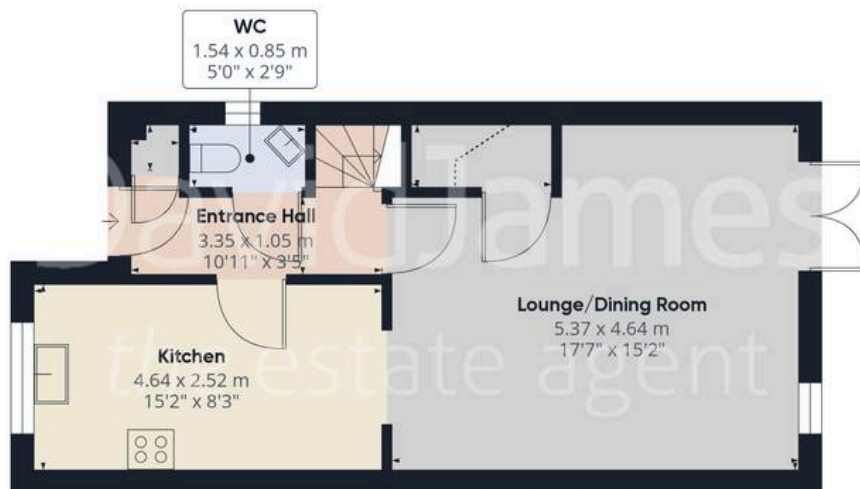 WC
1.54 x 0.85 m
5'0" x 2'9"
Entrance Hall
3.35 x 1.05 m
10'11" x 3'5"
Lounge/Dining Room
5.37 x 4.64 m
17'7" x 15'2"
Kitchen
4.64 x 2.52 m
15'2" x 8'3"
DavidJames
the estate agent